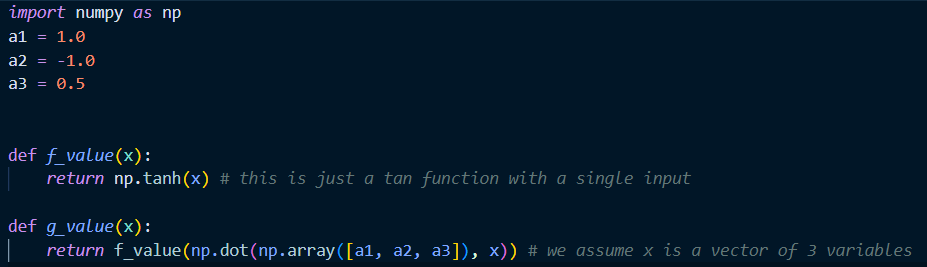 import numpy as np
a1 = 1.0
a2 = -1.0
a3 = 0.5
def f_value(x):
return np.tanh(x) # this is just a tan function with a single input
def g_value(x):
return f_value(np.dot(np.array([a1, a2, a3]), x)) # we assume x is a vector of 3 variables